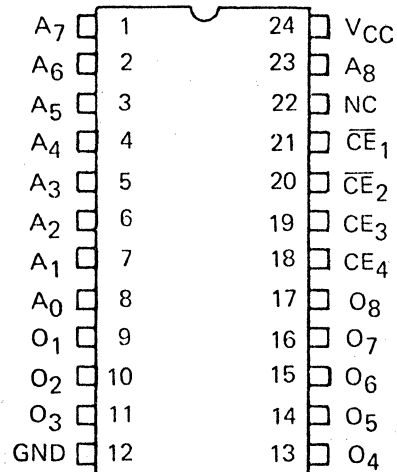 A7 1 24 VCC
A6 2 23 A8
A5 3 22 NC
A4 4 21 C̅E̅1
A3 5 20 C̅E̅2
A2 6 19 CE3
A1 7 18 CE4
A0 8 17 O8
O1 9 16 O7
O2 10 15 O6
O3 11 14 O5
GND 12 13 O4